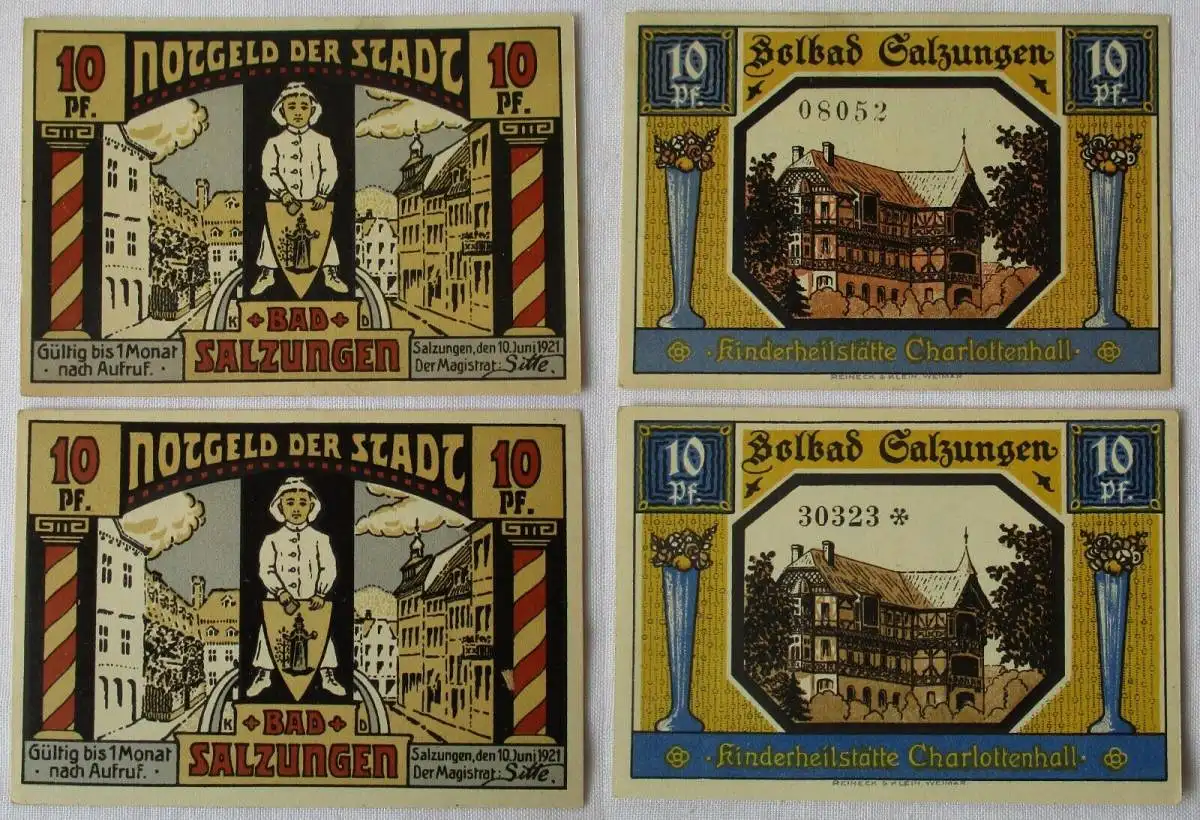 10 NOTGELD DER STADT 10
PF. PF.
K D
+ BAD +
SALZUNGEN
Gültig bis 1 Monat
· nach Aufruf. ·
Salzungen, den 10. Juni 1921
Der Magistrat: Sitte.
10 Solbad Salzungen 10
Pf. Pf.
08052
· Kinderheilstätte Charlottenhall ·
REINECK & KLEIN, WEIMAR
10 NOTGELD DER STADT 10
PF. PF.
K D
+ BAD +
SALZUNGEN
Gültig bis 1 Monat
· nach Aufruf. ·
Salzungen, den 10. Juni 1921
Der Magistrat: Sitte.
10 Solbad Salzungen 10
Pf. Pf.
30323 *
· Kinderheilstätte Charlottenhall ·
REINECK & KLEIN, WEIMAR